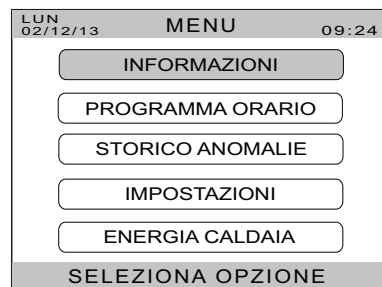 LUN
02/12/13 MENU 09:24
INFORMAZIONI
PROGRAMMA ORARIO
STORICO ANOMALIE
IMPOSTAZIONI
ENERGIA CALDAIA
SELEZIONA OPZIONE